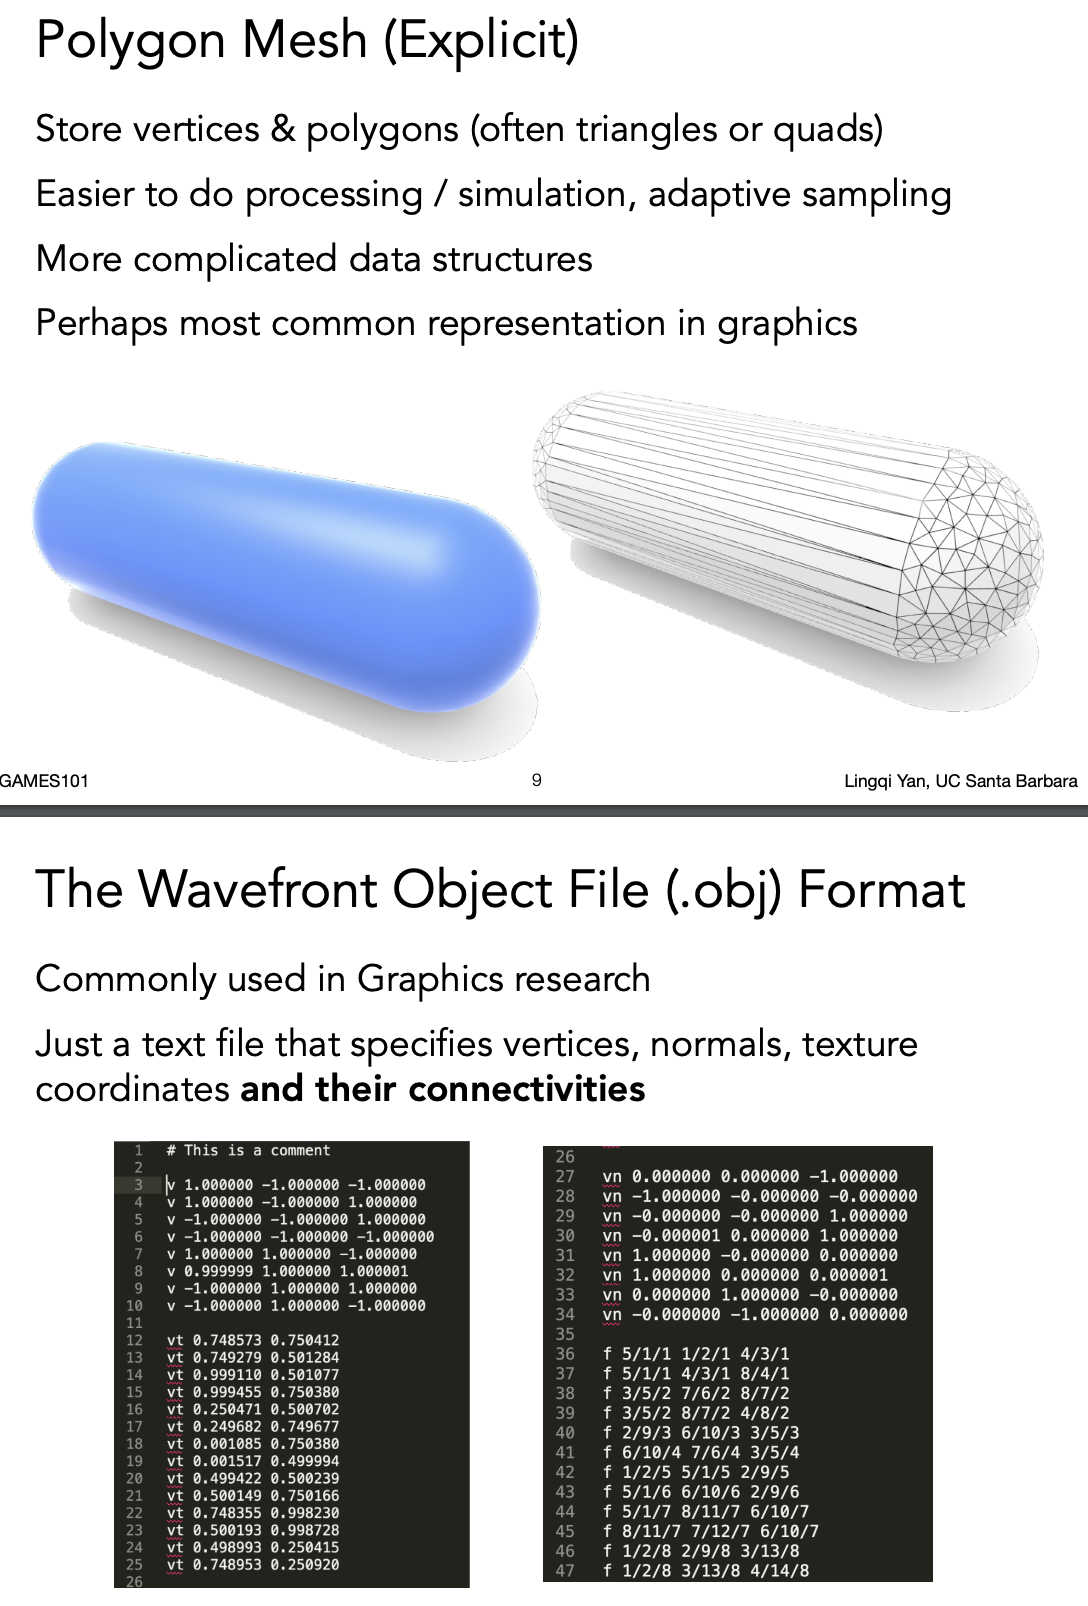 Polygon Mesh (Explicit)
Store vertices & polygons (often triangles or quads)
Easier to do processing / simulation, adaptive sampling
More complicated data structures
Perhaps most common representation in graphics
GAMES101
9
Lingqi Yan, UC Santa Barbara
The Wavefront Object File (.obj) Format
Commonly used in Graphics research
Just a text file that specifies vertices, normals, texture
coordinates and their connectivities
1 # This is a comment
2
3 v 1.000000 -1.000000 -1.000000
4 v 1.000000 -1.000000 1.000000
5 v -1.000000 -1.000000 1.000000
6 v -1.000000 -1.000000 -1.000000
7 v 1.000000 1.000000 -1.000000
8 v 0.999999 1.000000 1.000001
9 v -1.000000 1.000000 1.000000
10 v -1.000000 1.000000 -1.000000
11
12 vt 0.748573 0.750412
13 vt 0.749279 0.501284
14 vt 0.999110 0.501077
15 vt 0.999455 0.750380
16 vt 0.250471 0.500702
17 vt 0.249682 0.749677
18 vt 0.001085 0.750380
19 vt 0.001517 0.499994
20 vt 0.499422 0.500239
21 vt 0.500149 0.750166
22 vt 0.748355 0.998230
23 vt 0.500193 0.998728
24 vt 0.498993 0.250415
25 vt 0.748953 0.250920
26
26
27 vn 0.000000 0.000000 -1.000000
28 vn -1.000000 -0.000000 -0.000000
29 vn -0.000000 -0.000000 1.000000
30 vn -0.000001 0.000000 1.000000
31 vn 1.000000 -0.000000 0.000000
32 vn 1.000000 0.000000 0.000001
33 vn 0.000000 1.000000 -0.000000
34 vn -0.000000 -1.000000 0.000000
35
36 f 5/1/1 1/2/1 4/3/1
37 f 5/1/1 4/3/1 8/4/1
38 f 3/5/2 7/6/2 8/7/2
39 f 3/5/2 8/7/2 4/8/2
40 f 2/9/3 6/10/3 3/5/3
41 f 6/10/4 7/6/4 3/5/4
42 f 1/2/5 5/1/5 2/9/5
43 f 5/1/6 6/10/6 2/9/6
44 f 5/1/7 8/11/7 6/10/7
45 f 8/11/7 7/12/7 6/10/7
46 f 1/2/8 2/9/8 3/13/8
47 f 1/2/8 3/13/8 4/14/8